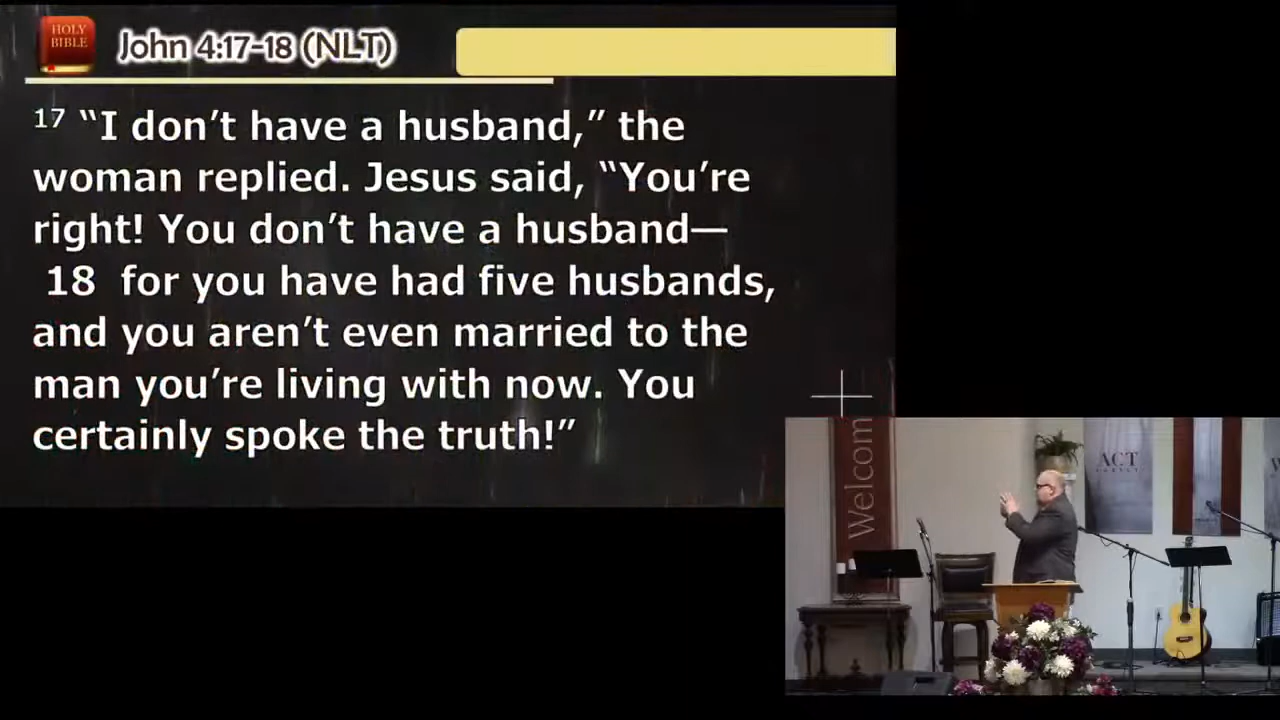 HOLY
BIBLE
John 4:17-18 (NLT)
17 “I don’t have a husband,” the
woman replied. Jesus said, “You’re
right! You don’t have a husband—
18 for you have had five husbands,
and you aren’t even married to the
man you’re living with now. You
certainly spoke the truth!”
Welcom
ACT